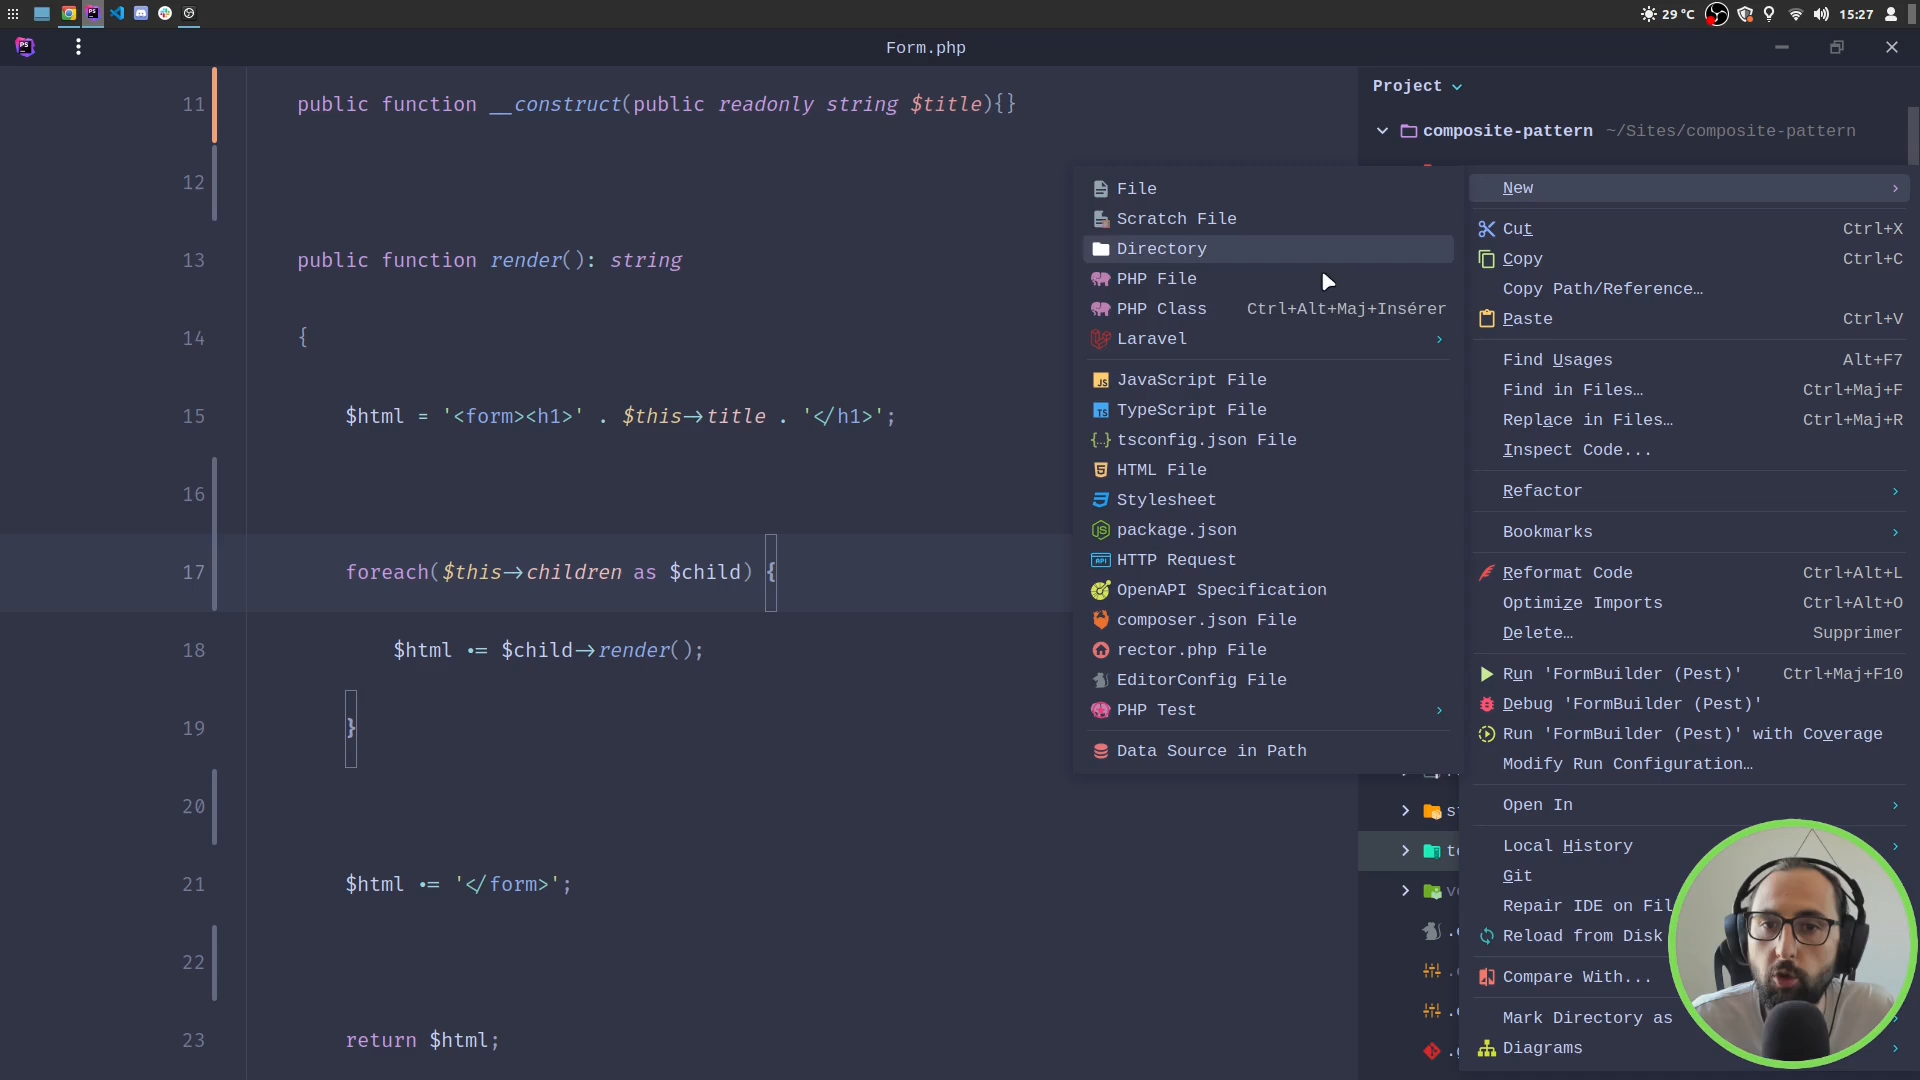 29 °C
15:27
PS
Form.php
11 public function __construct(public readonly string $title){}
12
13 public function render(): string
14 {
15 $html = '<form><h1>' . $this->title . '</h1>';
16
17 foreach($this->children as $child) {
18 $html .= $child->render();
19 }
20
21 $html .= '</form>';
22
23 return $html;
File
Scratch File
Directory
PHP File
PHP Class Ctrl+Alt+Maj+Insérer
Laravel
JavaScript File
TypeScript File
tsconfig.json File
HTML File
Stylesheet
package.json
HTTP Request
OpenAPI Specification
composer.json File
rector.php File
EditorConfig File
PHP Test
Data Source in Path
Project
composite-pattern ~/Sites/composite-pattern
New
Cut Ctrl+X
Copy Ctrl+C
Copy Path/Reference…
Paste Ctrl+V
Find Usages Alt+F7
Find in Files… Ctrl+Maj+F
Replace in Files… Ctrl+Maj+R
Inspect Code...
Refactor
Bookmarks
Reformat Code Ctrl+Alt+L
Optimize Imports Ctrl+Alt+O
Delete… Supprimer
Run 'FormBuilder (Pest)' Ctrl+Maj+F10
Debug 'FormBuilder (Pest)'
Run 'FormBuilder (Pest)' with Coverage
Modify Run Configuration…
Open In
Local History
Git
Repair IDE on Fil
Reload from Disk
Compare With...
Mark Directory as
Diagrams